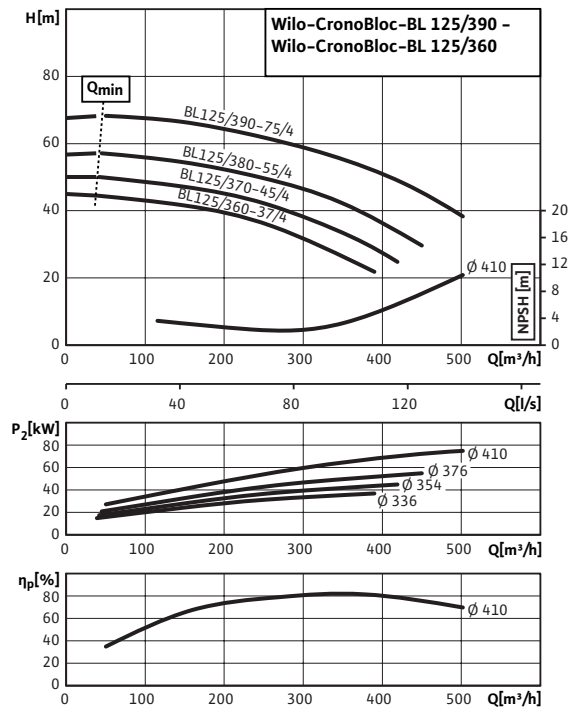 H[m]
Wilo-CronoBloc-BL 125/390 –
Wilo-CronoBloc-BL 125/360
80
Qmin
BL125/390-75/4
60
BL125/380-55/4
BL125/370-45/4
BL125/360-37/4
40
20
20
16
12
8
4
0
NPSH [m]
Ø 410
0
0 100 200 300 400 500 Q[m³/h]
0 40 80 120 Q[l/s]
P2[kW]
80
60
40
20
0
Ø 410
Ø 376
Ø 354
Ø 336
0 100 200 300 400 500 Q[m³/h]
ηp[%]
80
60
40
20
0
Ø 410
0 100 200 300 400 500 Q[m³/h]